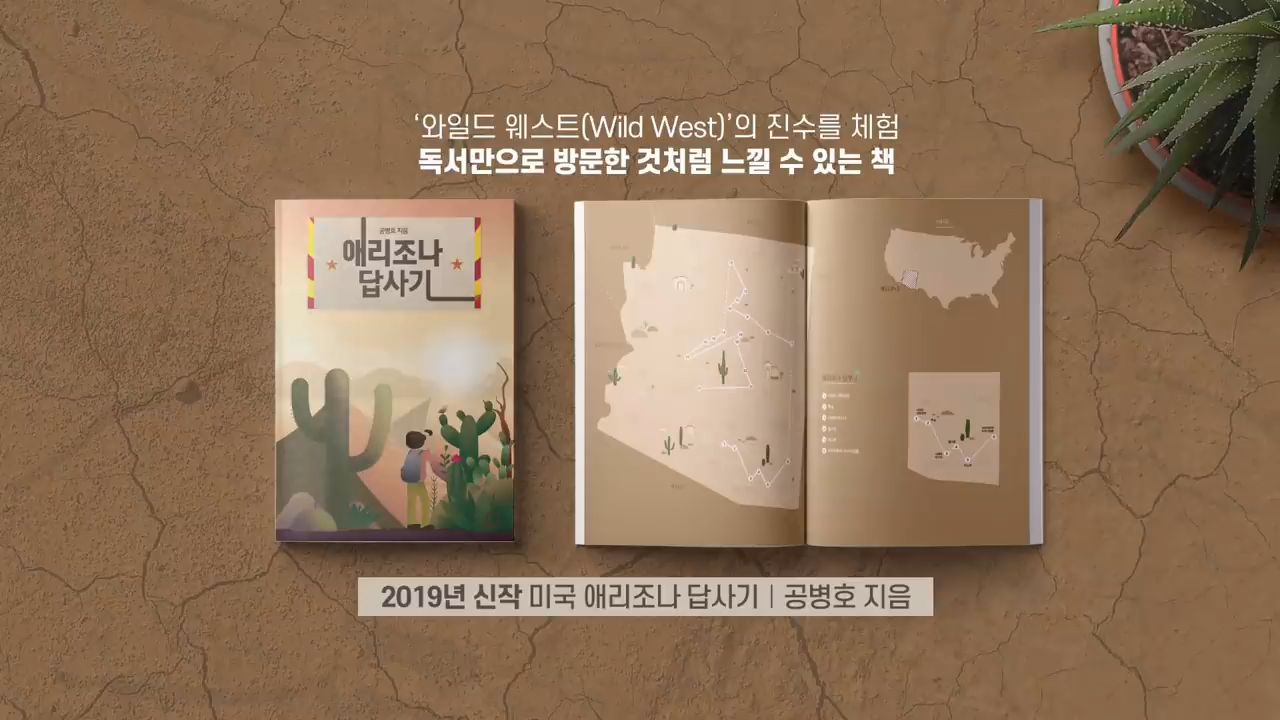 ‘와일드 웨스트(Wild West)’의 진수를 체험
독서만으로 방문한 것처럼 느낄 수 있는 책
공병호 지음
애리조나
답사기
2019년 신작 미국 애리조나 답사기 | 공병호 지음